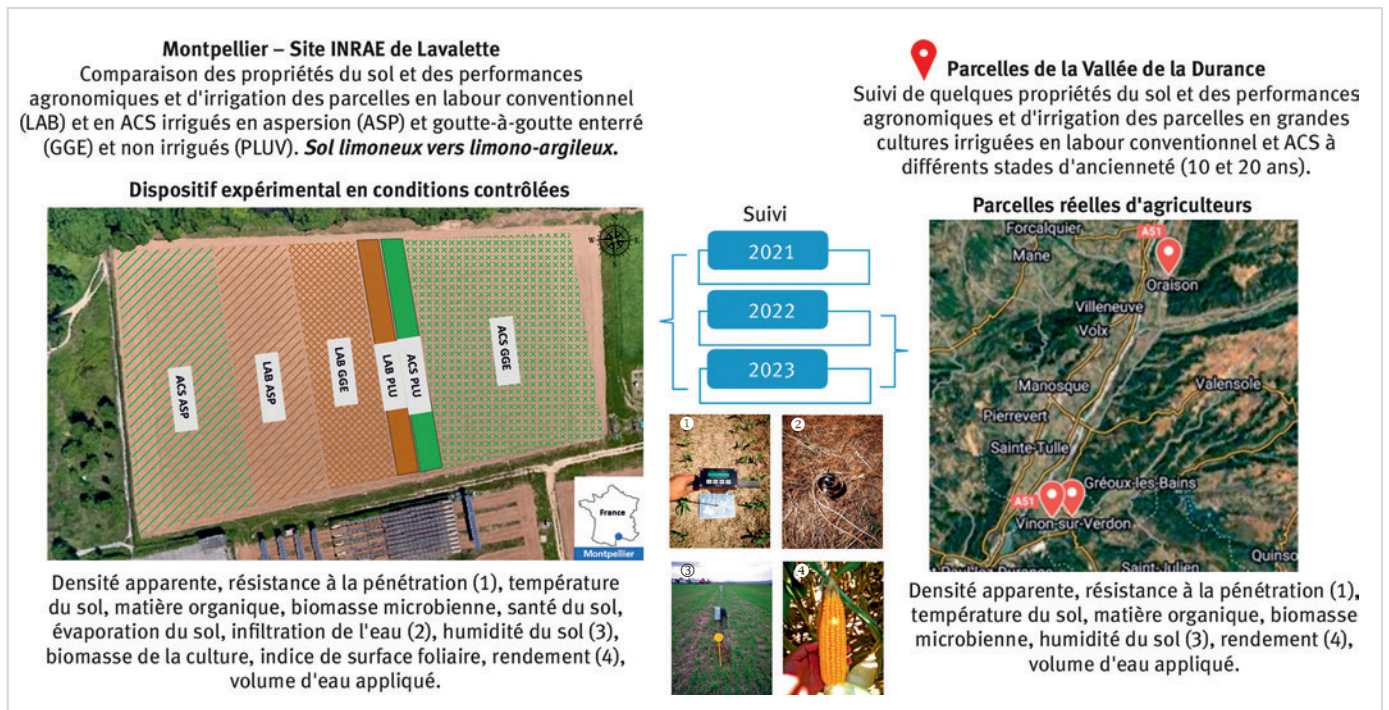 Montpellier – Site INRAE de Lavalette
Comparaison des propriétés du sol et des performances
agronomiques et d'irrigation des parcelles en labour conventionnel
(LAB) et en ACS irrigués en aspersion (ASP) et goutte-à-goutte enterré
(GGE) et non irrigués (PLUV). Sol limoneux vers limono-argileux.
Dispositif expérimental en conditions contrôlées
N
W
E
S
ACS ASP
LAB ASP
LAB GGE
LAB PLU
ACS PLU
ACS GGE
France
Montpellier
Densité apparente, résistance à la pénétration (1), température
du sol, matière organique, biomasse microbienne, santé du sol,
évaporation du sol, infiltration de l'eau (2), humidité du sol (3),
biomasse de la culture, indice de surface foliaire, rendement (4),
volume d'eau appliqué.
Suivi
2021
2022
2023
1
2
3
4
Parcelles de la Vallée de la Durance
Suivi de quelques propriétés du sol et des performances
agronomiques et d'irrigation des parcelles en grandes
cultures irriguées en labour conventionnel et ACS à
différents stades d'ancienneté (10 et 20 ans).
Parcelles réelles d'agriculteurs
Forcalquier
A51
Mane
Oraison
Villeneuve
Volx
Manosque
Valensole
Pierrevert
Sainte-Tulle
Gréoux-les-Bains
A51
Vinon-sur-Verdon
Quinso
Saint-Julien
Densité apparente, résistance à la pénétration (1),
température du sol, matière organique, biomasse
microbienne, humidité du sol (3), rendement (4),
volume d'eau appliqué.